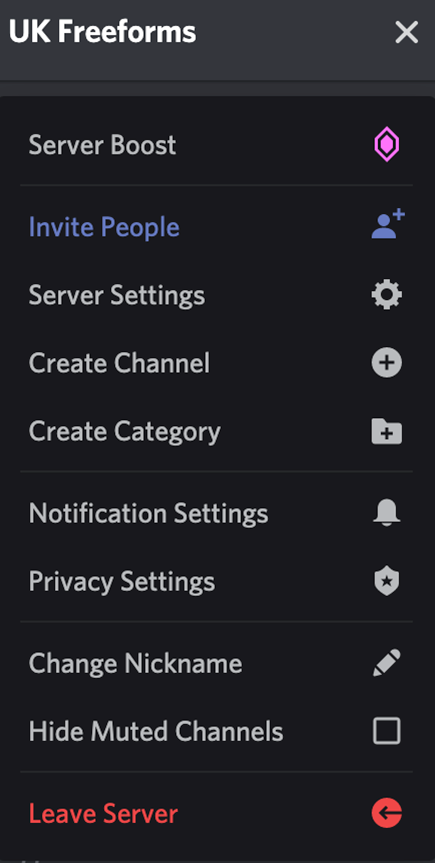 UK Freeforms
Server Boost
Invite People
Server Settings
Create Channel
Create Category
Notification Settings
Privacy Settings
Change Nickname
Hide Muted Channels
Leave Server